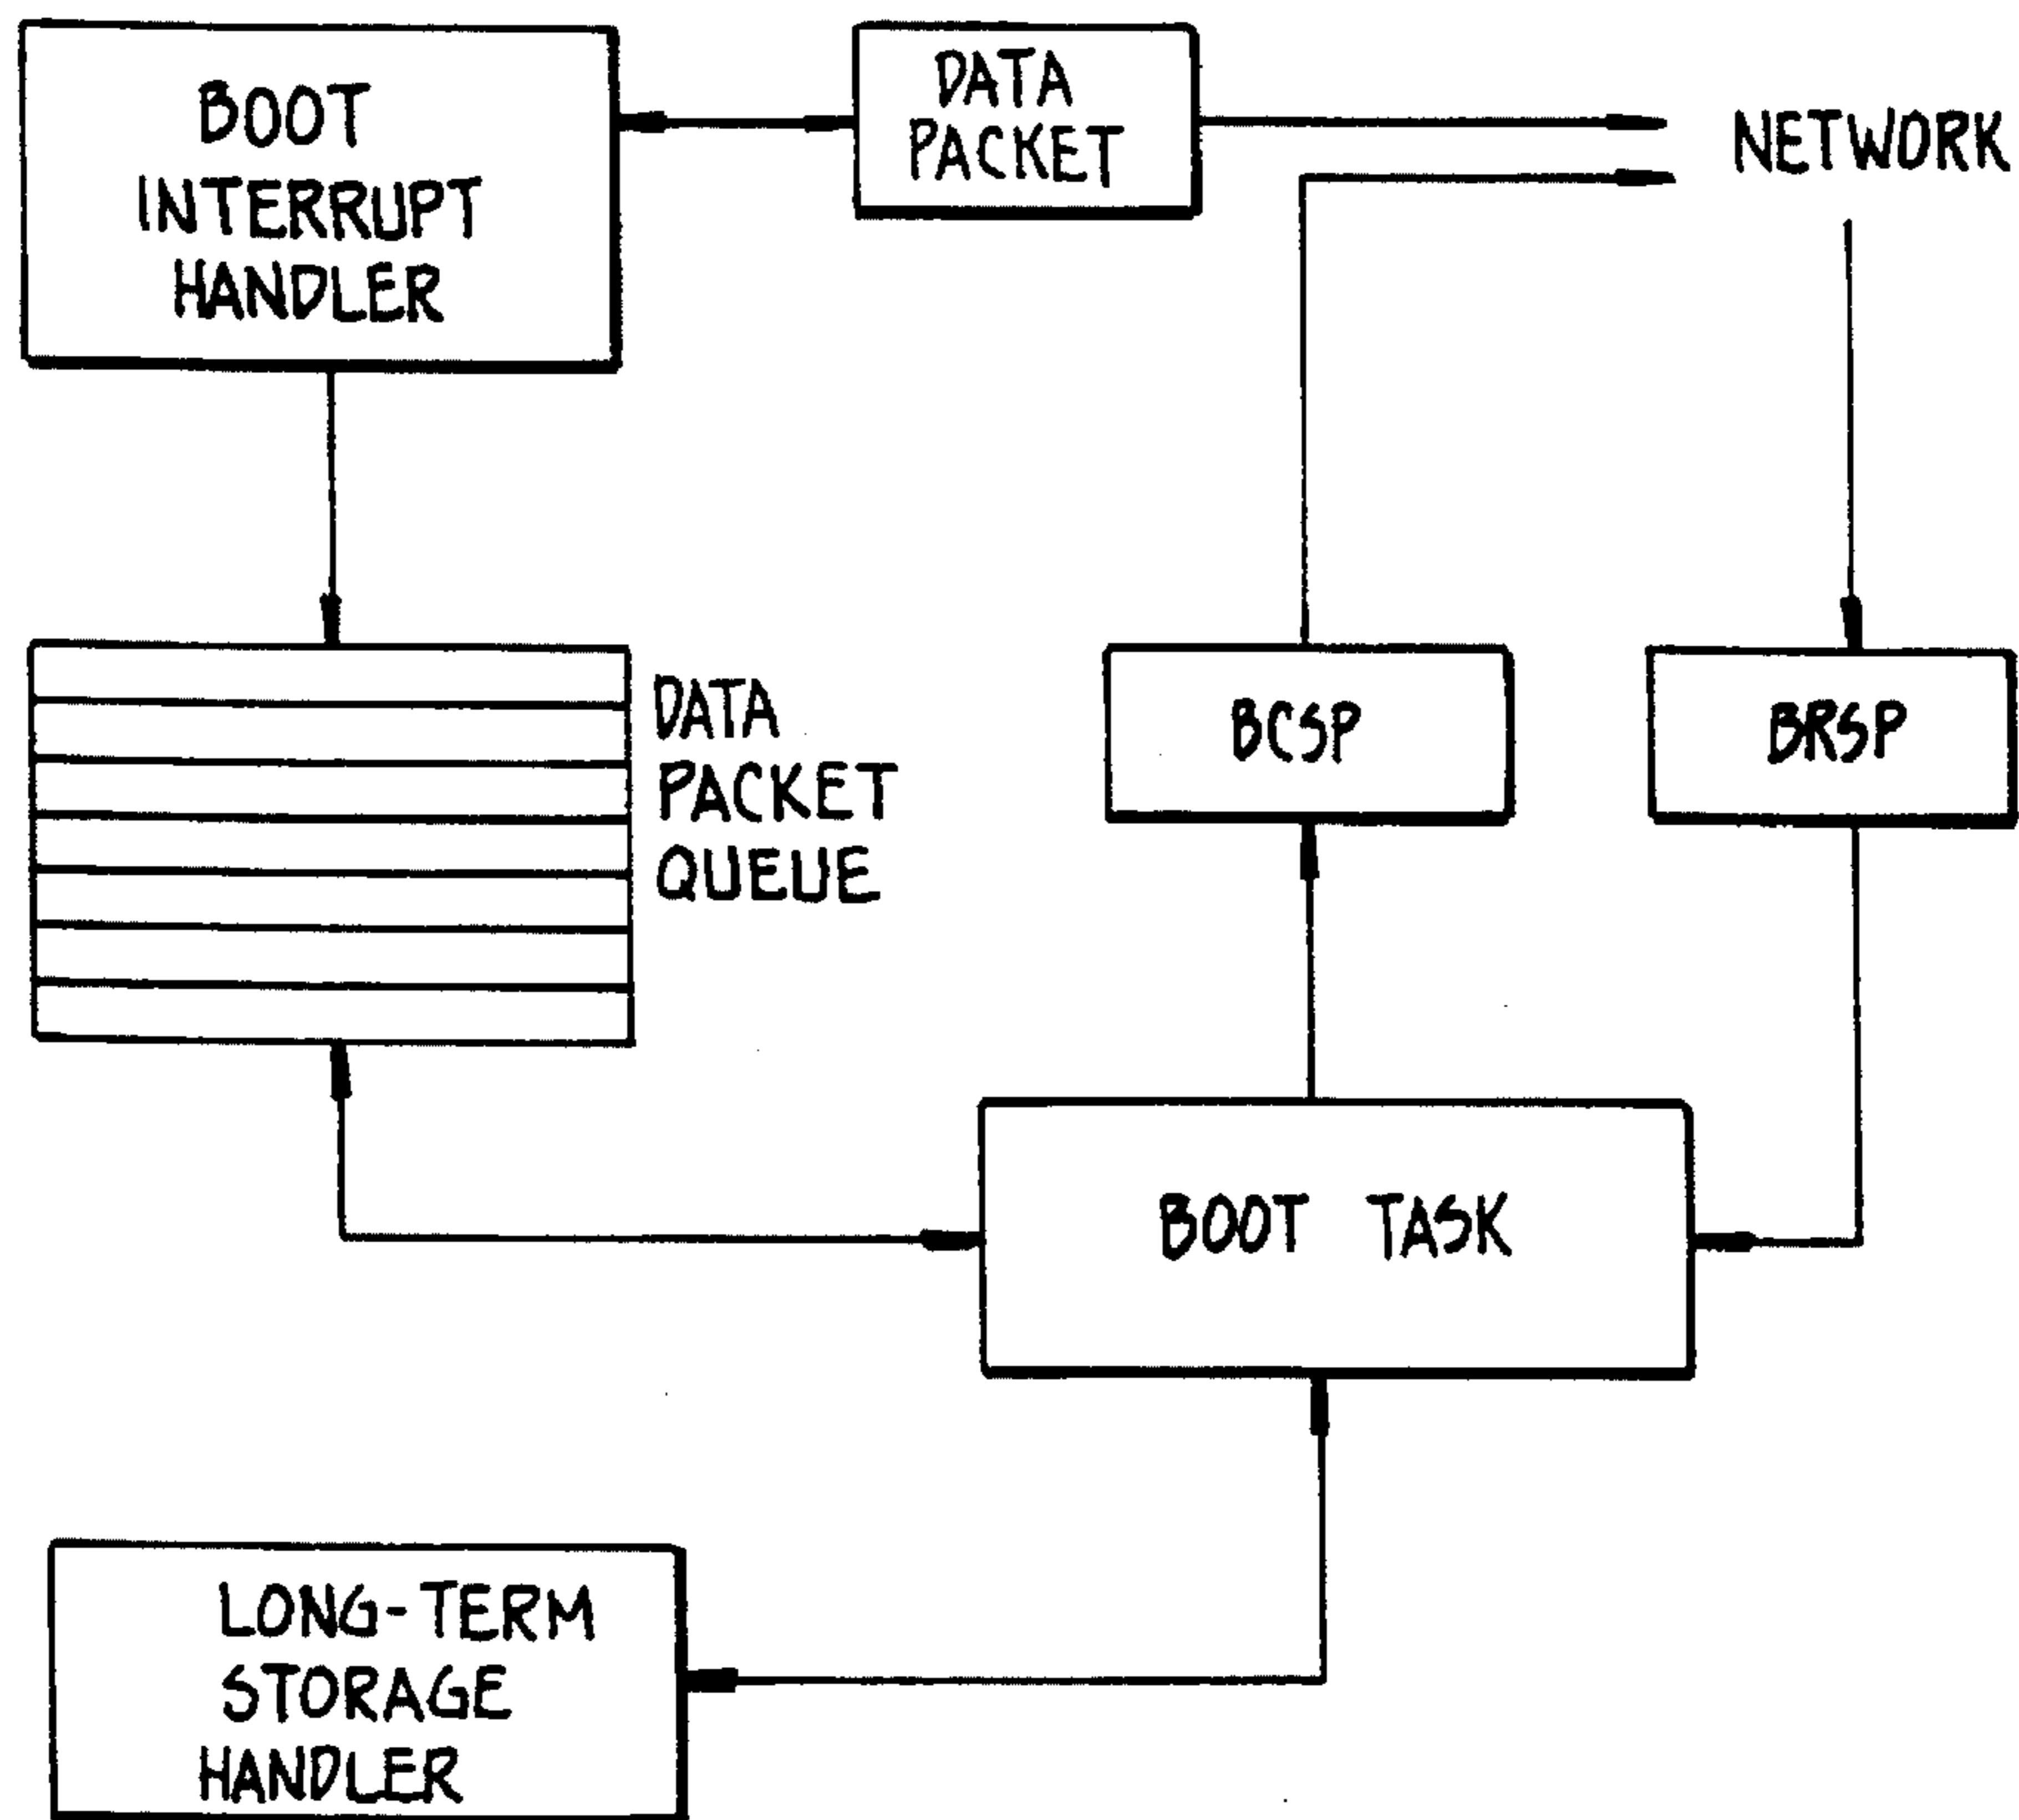 BOOT
INTERRUPT
HANDLER
DATA
PACKET
NETWORK
DATA
PACKET
QUEUE
BCSP
BRSP
BOOT TASK
LONG-TERM
STORAGE
HANDLER